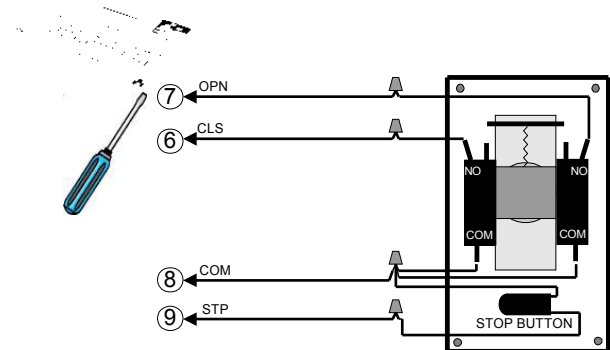 7 OPN
6 CLS
NO NO
COM COM
8 COM
9 STP
STOP BUTTON